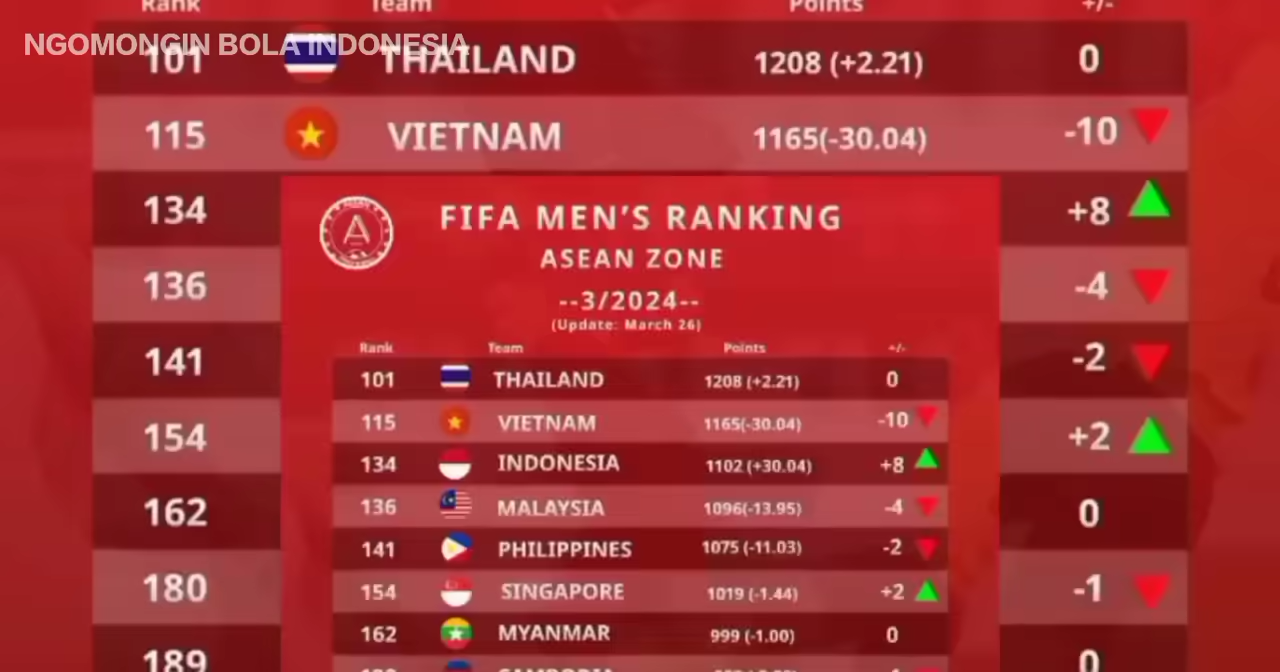 Rank Team Points +/-
NGOMONGIN BOLA INDONESIA
101 THAILAND 1208 (+2.21) 0
115 VIETNAM 1165(-30.04) -10
134 +8
136 -4
141 -2
154 +2
162 0
180 -1
189 0
FIFA MEN'S RANKING
ASEAN ZONE
--3/2024--
(Update: March 26)
Rank Team Points +/-
101 THAILAND 1208 (+2.21) 0
115 VIETNAM 1165(-30.04) -10
134 INDONESIA 1102 (+30.04) +8
136 MALAYSIA 1096(-13.95) -4
141 PHILIPPINES 1075 (-11.03) -2
154 SINGAPORE 1019 (-1.44) +2
162 MYANMAR 999 (-1.00) 0